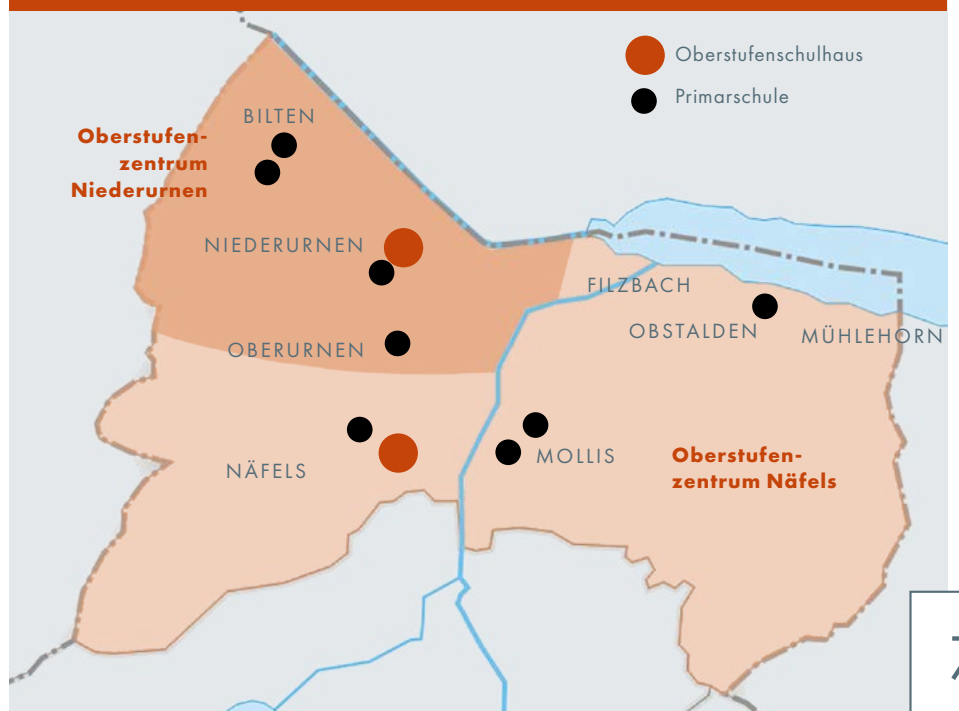 Oberstufenschulhaus
Primarschule
BILTEN
Oberstufen-
zentrum
Niederurnen
NIEDERURNEN
FILZBACH
OBSTALDEN
MÜHLEHORN
OBERURNEN
NÄFELS
MOLLIS
Oberstufen-
zentrum Näfels